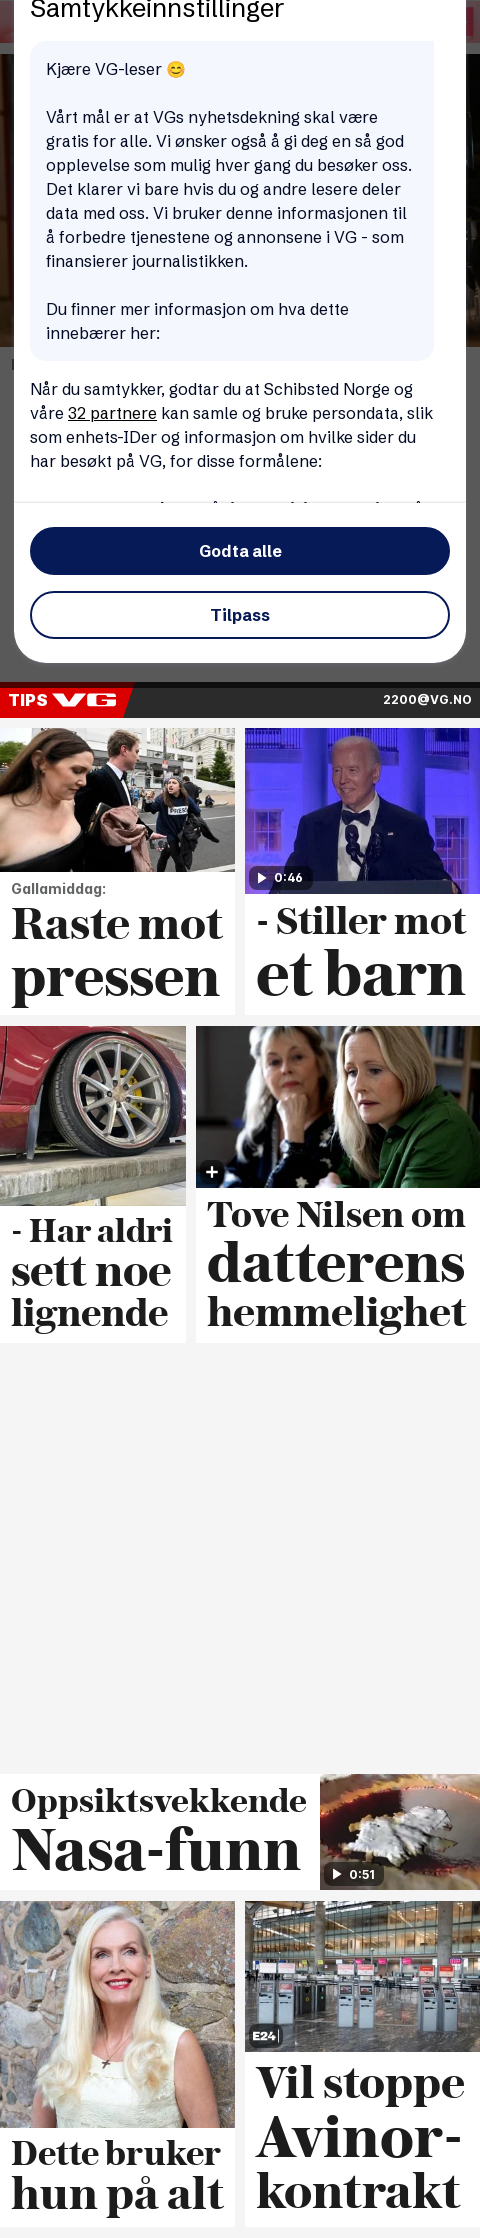 Samtykkeinnstillinger
Kjære VG-leser 😊
Vårt mål er at VGs nyhetsdekning skal være
gratis for alle. Vi ønsker også å gi deg en så god
opplevelse som mulig hver gang du besøker oss.
Det klarer vi bare hvis du og andre lesere deler
data med oss. Vi bruker denne informasjonen til
å forbedre tjenestene og annonsene i VG - som
finansierer journalistikken.
Du finner mer informasjon om hva dette
innebærer her:
Når du samtykker, godtar du at Schibsted Norge og
våre 32 partnere kan samle og bruke persondata, slik
som enhets-IDer og informasjon om hvilke sider du
har besøkt på VG, for disse formålene:
Godta alle
Tilpass
TIPS VG
2200@VG.NO
PRESS
0:46
Gallamiddag:
Raste mot
pressen
- Stiller mot
et barn
- Har aldri
sett noe
lignende
Tove Nilsen om
datterens
hemmelighet
Oppsiktsvekkende
Nasa-funn
0:51
E24
Dette bruker
hun på alt
Vil stoppe
Avinor-
kontrakt